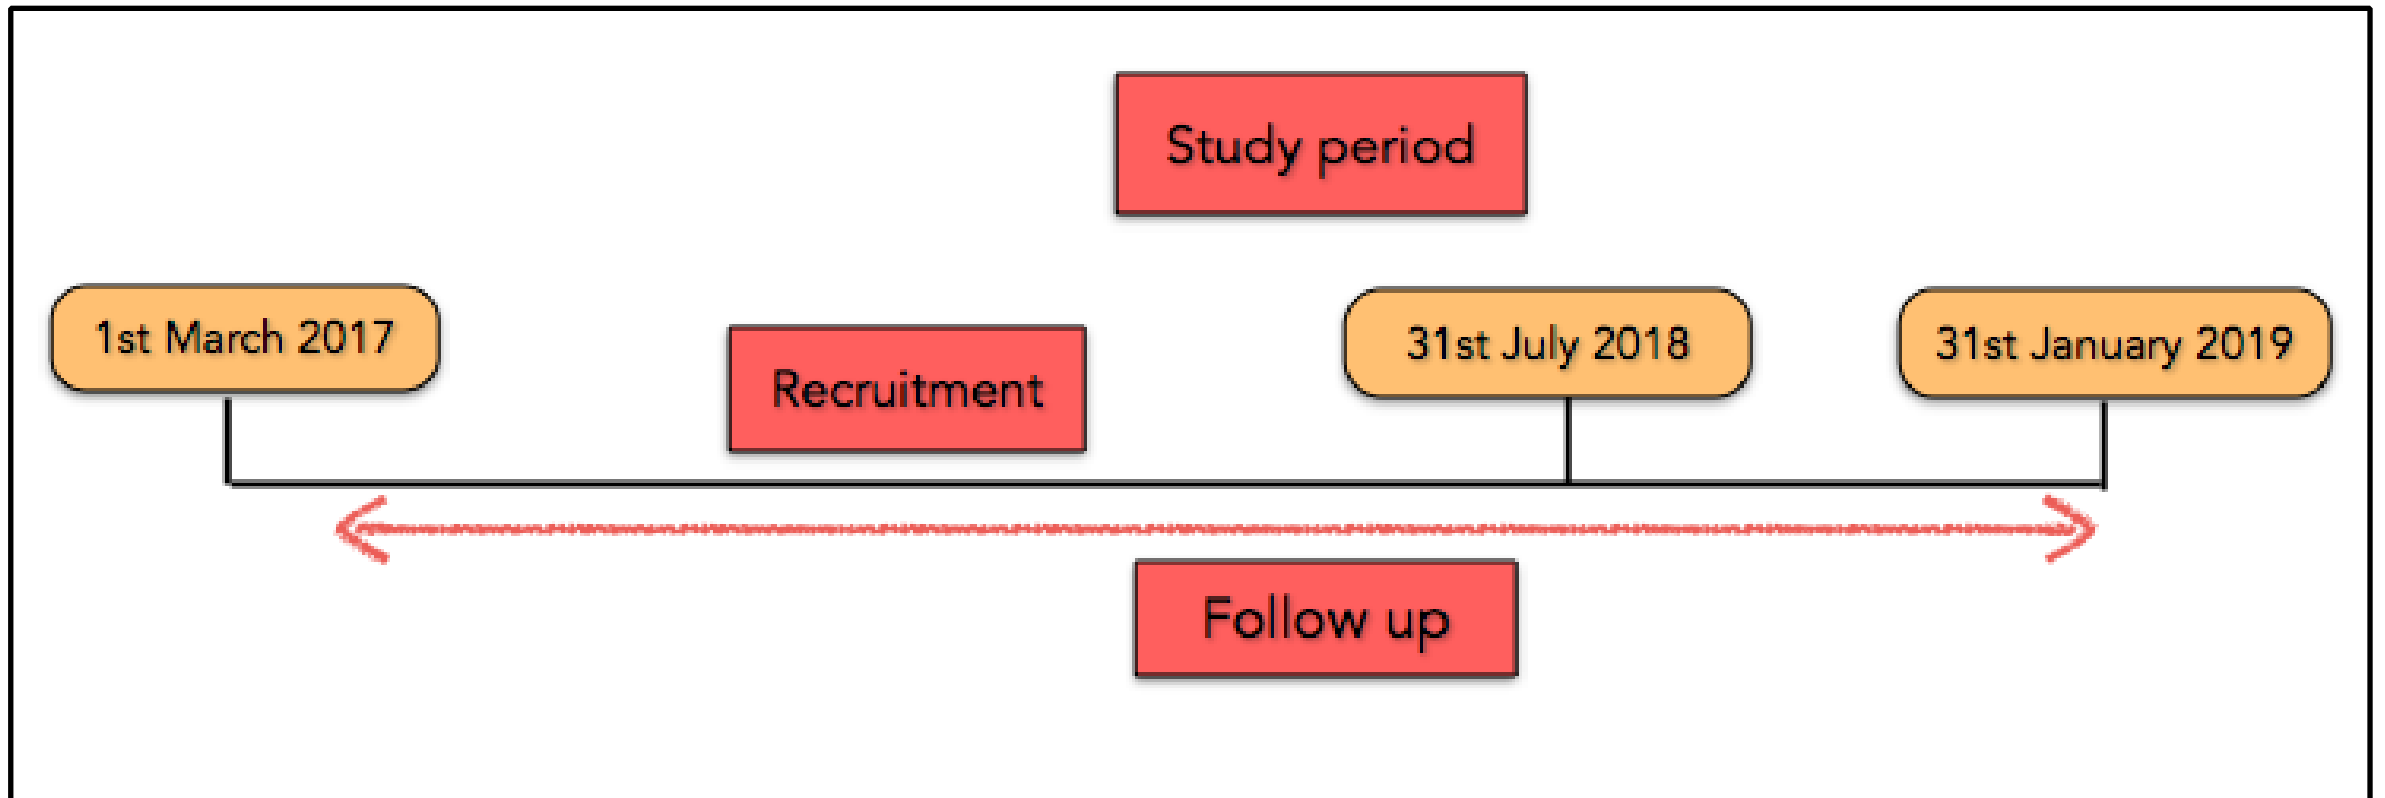 Study period
1st March 2017
Recruitment
31st July 2018
31st January 2019
Follow up